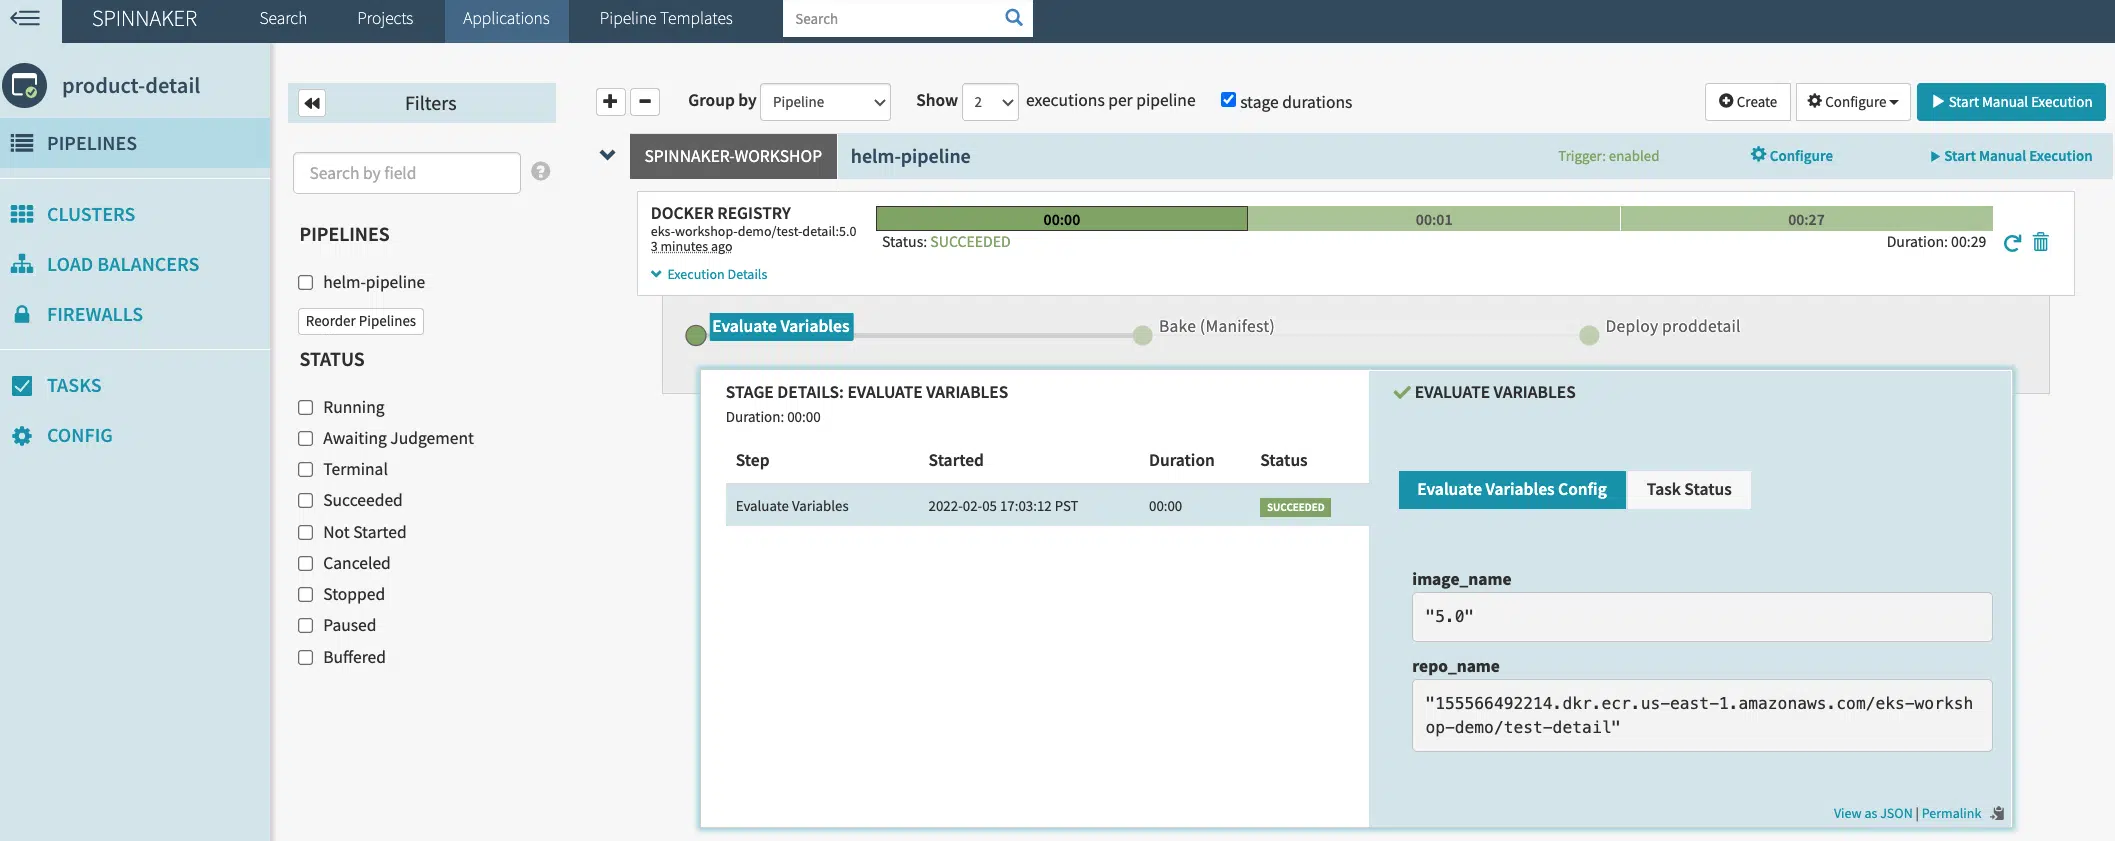 SPINNAKER
Search
Projects
Applications
Pipeline Templates
Search
product-detail
PIPELINES
CLUSTERS
LOAD BALANCERS
FIREWALLS
TASKS
CONFIG
Filters
Search by field
?
PIPELINES
helm-pipeline
Reorder Pipelines
STATUS
Running
Awaiting Judgement
Terminal
Succeeded
Not Started
Canceled
Stopped
Paused
Buffered
Group by Pipeline Show 2 executions per pipeline stage durations
Create
Configure
Start Manual Execution
SPINNAKER-WORKSHOP helm-pipeline
Trigger: enabled
Configure
Start Manual Execution
DOCKER REGISTRY
eks-workshop-demo/test-detail:5.0
3 minutes ago
Execution Details
00:00 00:01 00:27
Status: SUCCEEDED
Duration: 00:29
Evaluate Variables
Bake (Manifest)
Deploy proddetail
STAGE DETAILS: EVALUATE VARIABLES
Duration: 00:00
Step Started Duration Status
Evaluate Variables 2022-02-05 17:03:12 PST 00:00 SUCCEEDED
EVALUATE VARIABLES
Evaluate Variables Config
Task Status
image_name
"5.0"
repo_name
"155566492214.dkr.ecr.us-east-1.amazonaws.com/eks-worksh
op-demo/test-detail"
View as JSON | Permalink